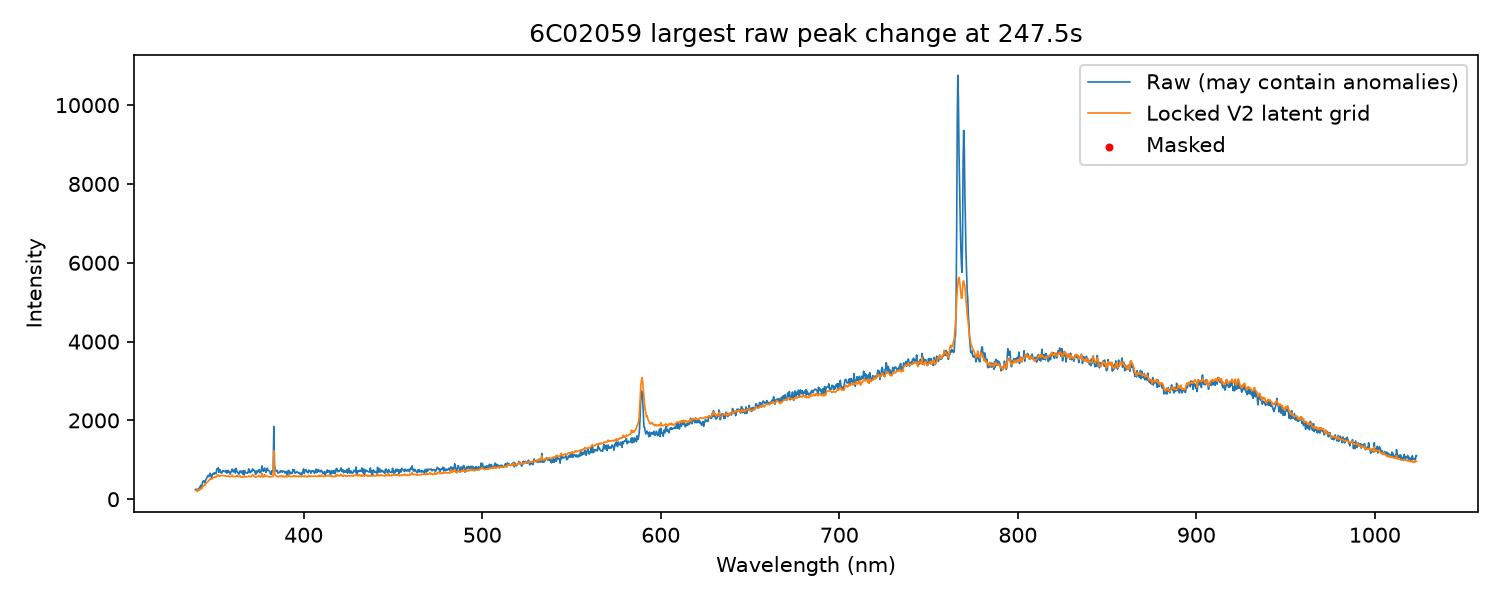 6C02059 largest raw peak change at 247.5s
Raw (may contain anomalies)
Locked V2 latent grid
Masked
Intensity
10000
8000
6000
4000
2000
0
400
500
600
700
800
900
1000
Wavelength (nm)